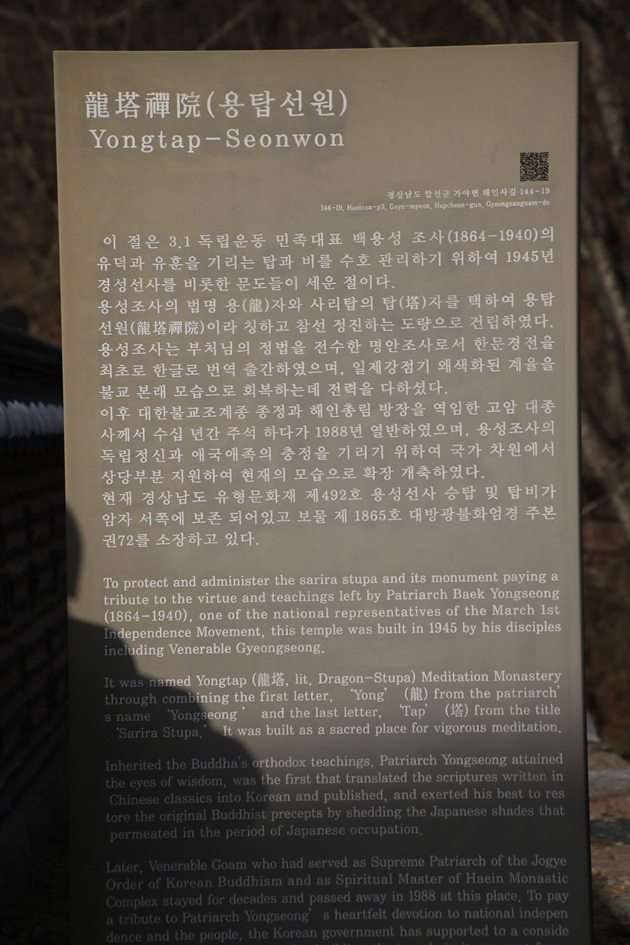 龍塔禪院(용탑선원)
Yongtap-Seonwon
경상남도 합천군 가야면 해인사길 144-19
144-19, Haeinsa-gil, Gaya-myeon, Hapcheon-gun, Gyeongsangnam-do
이 절은 3.1 독립운동 민족대표 백용성 조사(1864-1940)의
유덕과 유훈을 기리는 탑과 비를 수호 관리하기 위하여 1945년
경성선사를 비롯한 문도들이 세운 절이다.
용성조사의 법명 용(龍)자와 사리탑의 탑(塔)자를 택하여 용탑
선원(龍塔禪院)이라 칭하고 참선 정진하는 도량으로 건립하였다.
용성조사는 부처님의 정법을 전수한 명안조사로서 한문경전을
최초로 한글로 번역 출간하였으며, 일제강점기 왜색화된 계율을
불교 본래 모습으로 회복하는데 전력을 다하셨다.
이후 대한불교조계종 종정과 해인총림 방장을 역임한 고암 대종
사께서 수십 년간 주석 하다가 1988년 열반하였으며, 용성조사의
독립정신과 애국애족의 충정을 기리기 위하여 국가 차원에서
상당부분 지원하여 현재의 모습으로 확장 개축하였다.
현재 경상남도 유형문화재 제492호 용성선사 승탑 및 탑비가
암자 서쪽에 보존 되어있고 보물 제 1865호 대방광불화엄경 주본
권72를 소장하고 있다.
To protect and administer the sarira stupa and its monument paying a
tribute to the virtue and teachings left by Patriarch Baek Yongseong
(1864-1940), one of the national representatives of the March 1st
Independence Movement, this temple was built in 1945 by his disciples
including Venerable Gyeongseong.
It was named Yongtap (龍塔, lit. Dragon-Stupa) Meditation Monastery
through combining the first letter, 'Yong' (龍) from the patriarch'
s name 'Yongseong' and the last letter, 'Tap' (塔) from the title
'Sarira Stupa.' It was built as a sacred place for vigorous meditation.
Inherited the Buddha's orthodox teachings, Patriarch Yongseong attained
the eyes of wisdom, was the first that translated the scriptures written in
Chinese classics into Korean and published, and exerted his best to res
tore the original Buddhist precepts by shedding the Japanese shades that
permeated in the period of Japanese occupation.
Later, Venerable Goam who had served as Supreme Patriarch of the Jogye
Order of Korean Buddhism and as Spiritual Master of Haein Monastic
Complex stayed for decades and passed away in 1988 at this place. To pay
a tribute to Patriarch Yongseong's heartfelt devotion to national indepen
dence and the people, the Korean government has supported to a conside